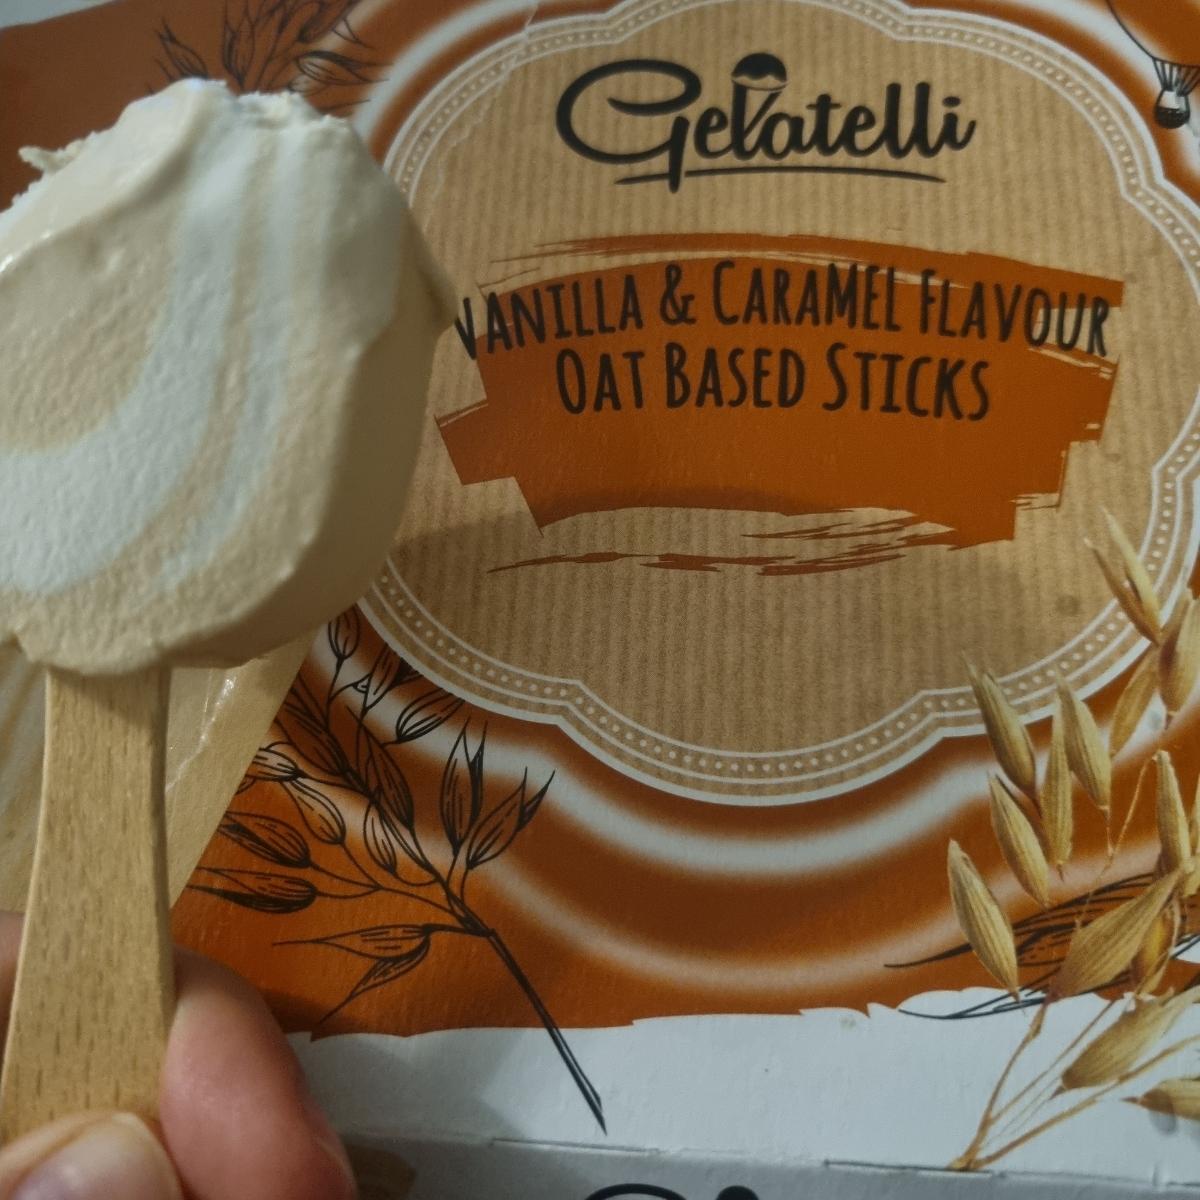 Gelatelli
VANILLA & CARAMEL FLAVOUR
OAT BASED STICKS